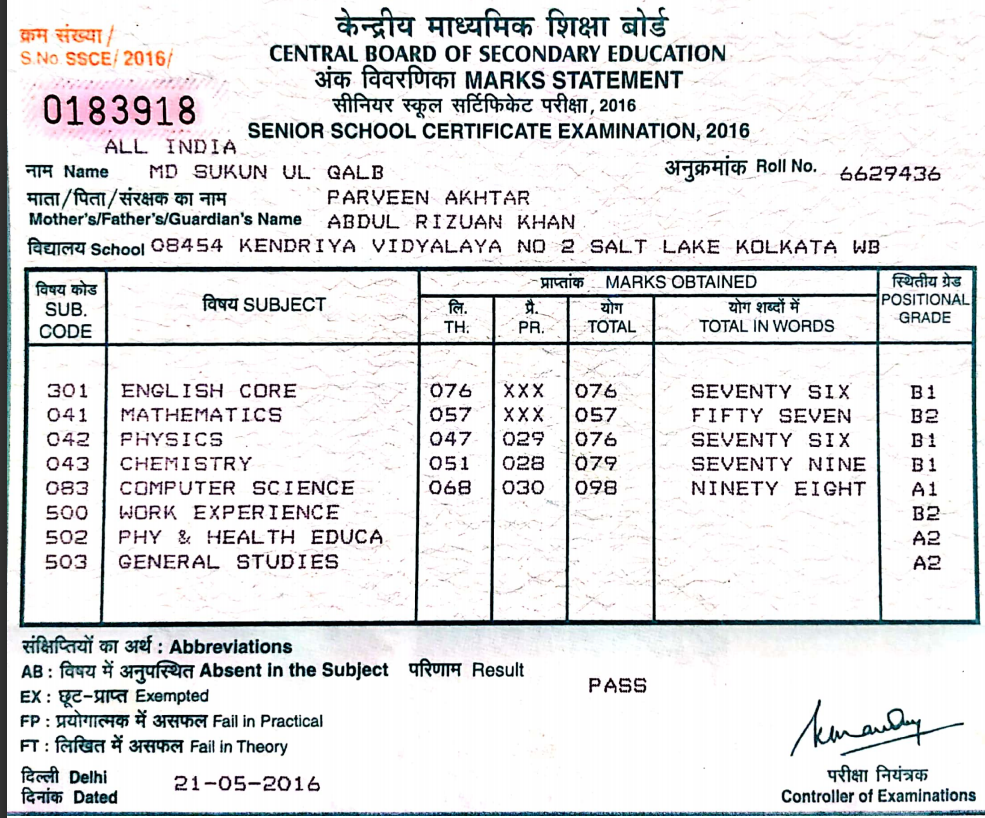 केन्द्रीय माध्यमिक शिक्षा बोर्ड
क्रम संख्या /
S.No. SSCE/ 2016/
CENTRAL BOARD OF SECONDARY EDUCATION
अंक विवरणिका MARKS STATEMENT
0183918
सीनियर स्कूल सर्टिफिकेट परीक्षा, 2016
SENIOR SCHOOL CERTIFICATE EXAMINATION, 2016
ALL INDIA
नाम Name MD SUKUN UL QALB अनुक्रमांक Roll No. 6629436
माता/पिता/संरक्षक का नाम PARVEEN AKHTAR
Mother's/Father's/Guardian's Name ABDUL RIZUAN KHAN
विद्यालय School 08454 KENDRIYA VIDYALAYA NO 2 SALT LAKE KOLKATA WB
विषय कोड SUB. CODE विषय SUBJECT प्राप्तांक MARKS OBTAINED स्थितीय ग्रेड POSITIONAL GRADE
लि. TH. प्रै. PR. योग TOTAL योग शब्दों में TOTAL IN WORDS
301 ENGLISH CORE 076 XXX 076 SEVENTY SIX B1
041 MATHEMATICS 057 XXX 057 FIFTY SEVEN B2
042 PHYSICS 047 029 076 SEVENTY SIX B1
043 CHEMISTRY 051 028 079 SEVENTY NINE B1
083 COMPUTER SCIENCE 068 030 098 NINETY EIGHT A1
500 WORK EXPERIENCE B2
502 PHY & HEALTH EDUCA A2
503 GENERAL STUDIES A2
संक्षिप्तियों का अर्थ : Abbreviations
AB : विषय में अनुपस्थित Absent in the Subject परिणाम Result PASS
EX : छूट-प्राप्त Exempted
FP : प्रयोगात्मक में असफल Fail in Practical
FT : लिखित में असफल Fail in Theory
दिल्ली Delhi
दिनांक Dated 21-05-2016
परीक्षा नियंत्रक
Controller of Examinations